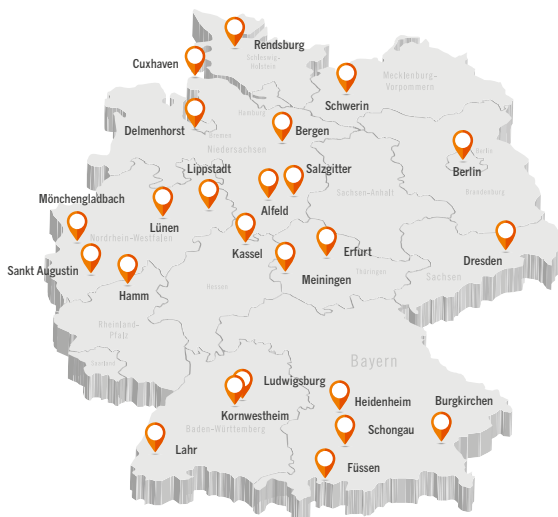 Rendsburg
Schleswig-
Holstein
Cuxhaven
Mecklenburg-
Vorpommern
Schwerin
Hamburg
Delmenhorst
Bremen
Bergen
Niedersachsen
Berlin
Berlin
Lippstadt
Salzgitter
Sachsen-Anhalt
Brandenburg
Mönchengladbach
Alfeld
Lünen
Nordrhein-Westfalen
Kassel
Erfurt
Dresden
Sankt Augustin
Meiningen
Thüringen
Sachsen
Hamm
Hessen
Rheinland-
Pfalz
Saarland
Bayern
Ludwigsburg
Heidenheim
Burgkirchen
Kornwestheim
Baden-Württemberg
Schongau
Lahr
Füssen